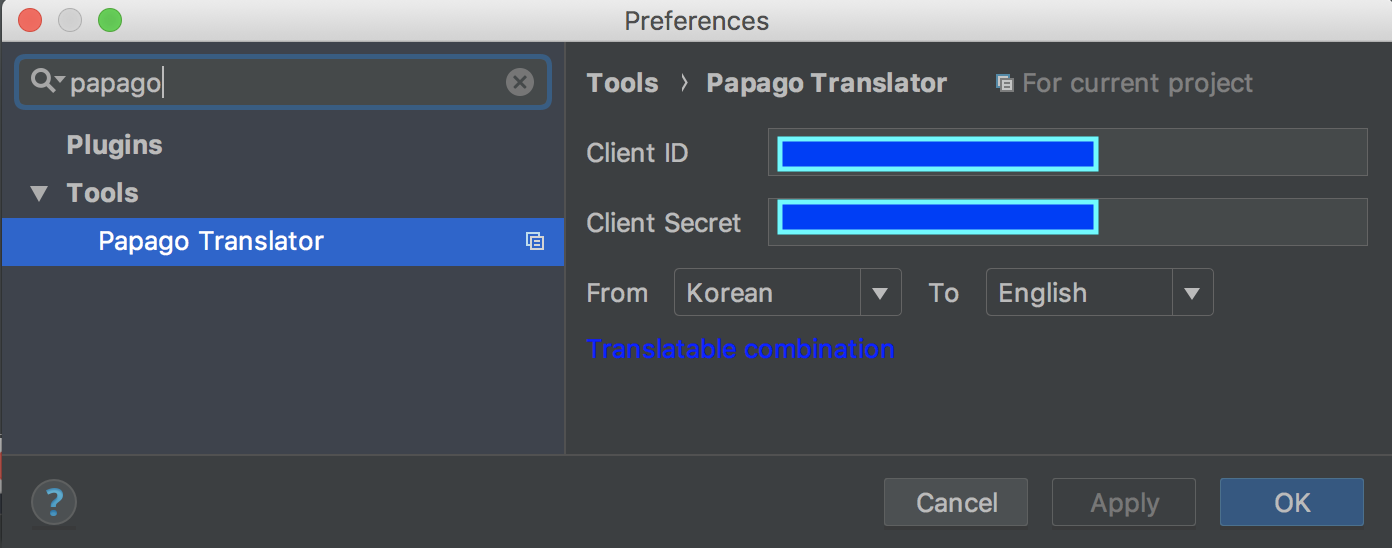 Preferences
papago
Plugins
Tools
Papago Translator
Tools › Papago Translator For current project
Client ID
Client Secret
From Korean To English
Translatable combination
? Cancel Apply OK